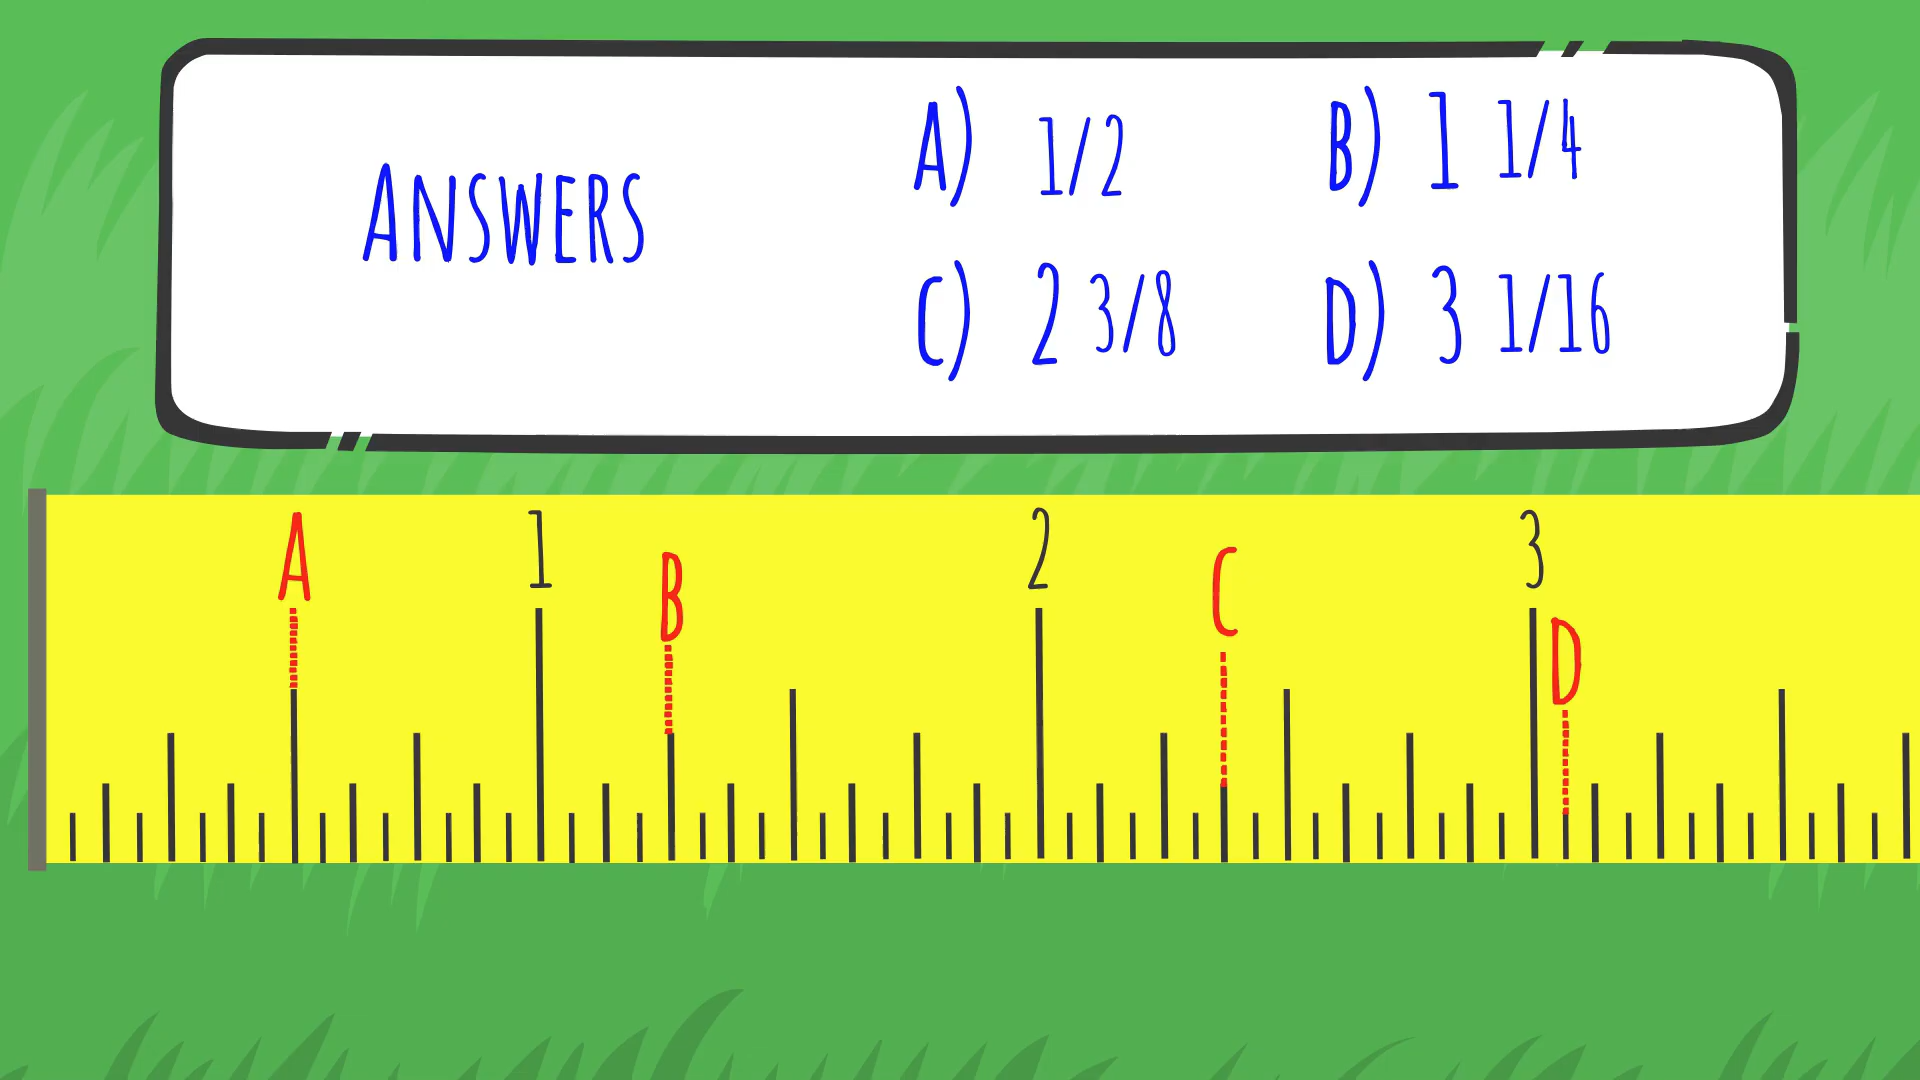 ANSWERS
A) 1/2 B) 1 1/4
C) 2 3/8 D) 3 1/16
A 1 B 2 C 3 D